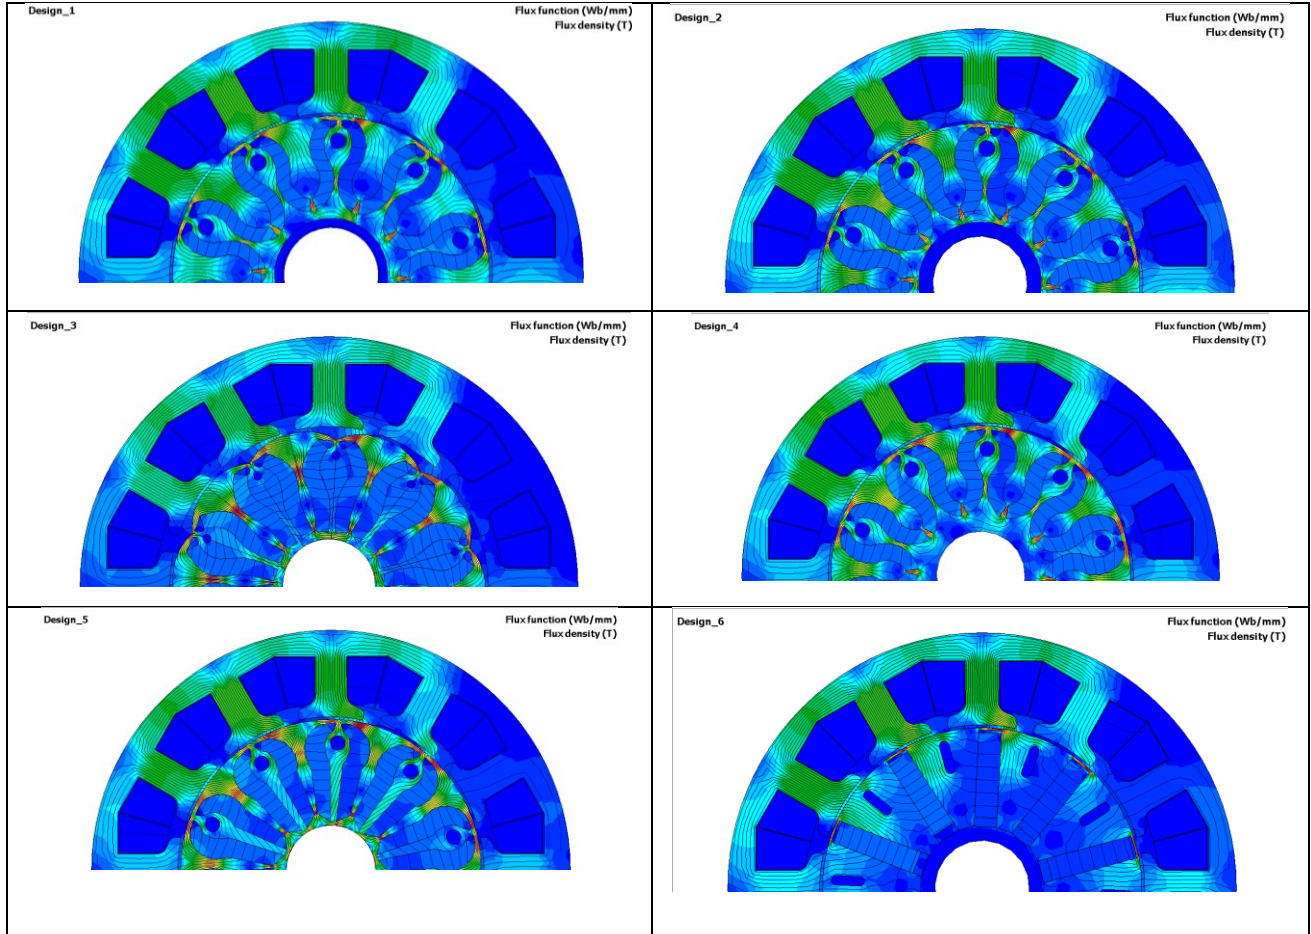 Design_1
Flux function (Wb/mm)
Flux density (T)
Design_2
Flux function (Wb/mm)
Flux density (T)
Design_3
Flux function (Wb/mm)
Flux density (T)
Design_4
Flux function (Wb/mm)
Flux density (T)
Design_5
Flux function (Wb/mm)
Flux density (T)
Design_6
Flux function (Wb/mm)
Flux density (T)